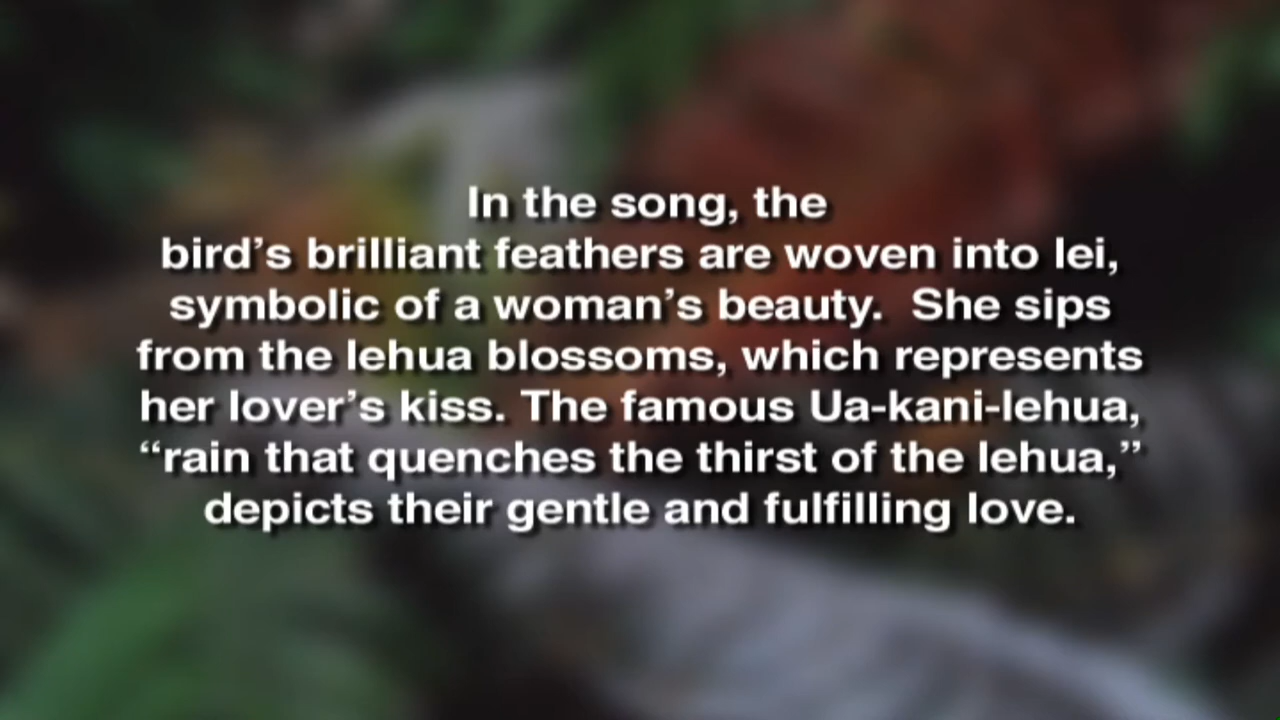 In the song, the
bird’s brilliant feathers are woven into lei,
symbolic of a woman’s beauty.  She sips
from the lehua blossoms, which represents
her lover’s kiss. The famous Ua-kani-lehua,
“rain that quenches the thirst of the lehua,”
depicts their gentle and fulfilling love.